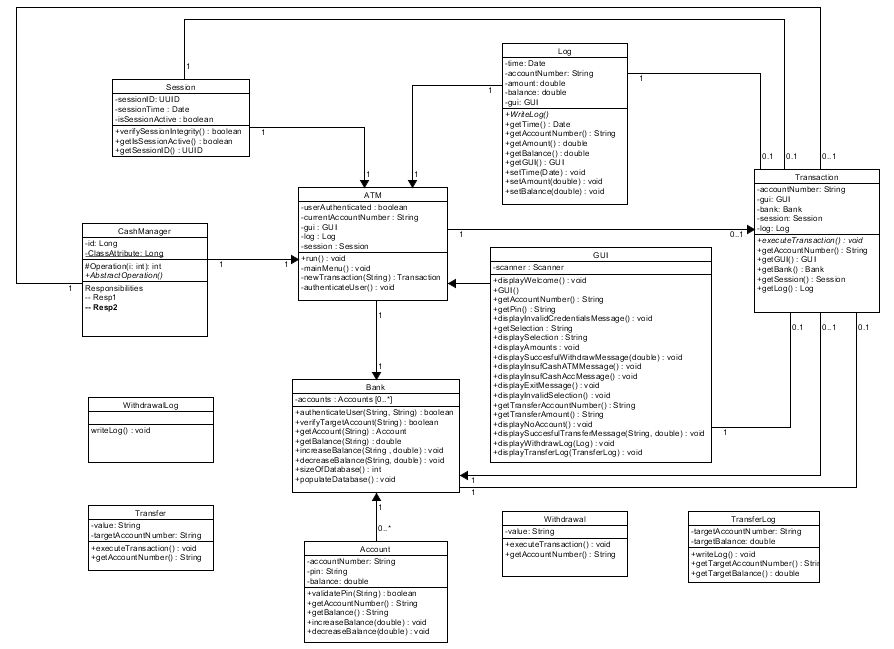 Session
-sessionID: UUID
-sessionTime : Date
-isSessionActive : boolean
+verifySessionIntegrity() : boolean
+getIsSessionActive() : boolean
+getSessionID() : UUID
1
1
1
1
Log
-time: Date
-accountNumber: String
-amount: double
-balance: double
-gui: GUI
+WriteLog()
+getTime() : Date
+getAccountNumber() : String
+getAmount() : double
+getBalance() : double
+getGUI() : GUI
+setTime(Date) : void
+setAmount(double) : void
+setBalance(double) : void
1
1
0..1
0..1
0..1
Transaction
-accountNumber: String
-gui: GUI
-bank: Bank
-session: Session
-log: Log
+executeTransaction() : void
+getAccountNumber() : String
+getGUI() : GUI
+getBank() : Bank
+getSession() : Session
+getLog() : Log
0..1
0..1
0..1
ATM
-userAuthenticated : boolean
-currentAccountNumber : String
-gui : GUI
-log : Log
-session : Session
+run() : void
-mainMenu() : void
-newTransaction(String) : Transaction
-authenticateUser() : void
1
0..1
CashManager
-id: Long
-ClassAttribute: Long
#Operation(i: int): int
+AbstractOperation()
Responsibilities
-- Resp1
-- Resp2
1
1
1
GUI
-scanner : Scanner
+displayWelcome() : void
+GUI()
+getAccountNumber() : String
+getPin() : String
+displayInvalidCredentialsMessage() : void
+getSelection : String
+displaySelection : String
+displayAmounts : void
+displaySuccesfulWithdrawMessage(double) : void
+displayInsufCashATMMessage() : void
+displayInsufCashAccMessage() : void
+displayExitMessage() : void
+displayInvalidSelection() : void
+getTransferAccountNumber() : String
+getTransferAmount() : String
+displayNoAccount() : void
+displaySuccesfulTransferMessage(String, double) : void
+displayWithdrawLog(Log) : void
+displayTransferLog(TransferLog) : void
1
1
1
Bank
-accounts : Accounts [0..*]
+authenticateUser(String, String) : boolean
+verifyTargetAccount(String) : boolean
+getAccount(String) : Account
+getBalance(String) : double
+increaseBalance(String , double) : void
+decreaseBalance(String, double) : void
+sizeOfDatabase() : int
+populateDatabase() : void
1
1
1
0..*
WithdrawalLog
writeLog() : void
Transfer
-value: String
-targetAccountNumber: String
+executeTransaction() : void
+getAccountNumber() : String
Account
-accountNumber: String
-pin: String
-balance: double
+validatePin(String) : boolean
+getAccountNumber() : String
+getBalance() : String
+increaseBalance(double) : void
+decreaseBalance(double) : void
Withdrawal
-value: String
+executeTransaction() : void
+getAccountNumber() : String
TransferLog
-targetAccountNumber: String
-targetBalance: double
+writeLog() : void
+getTargetAccountNumber() : Strin
+getTargetBalance() : double